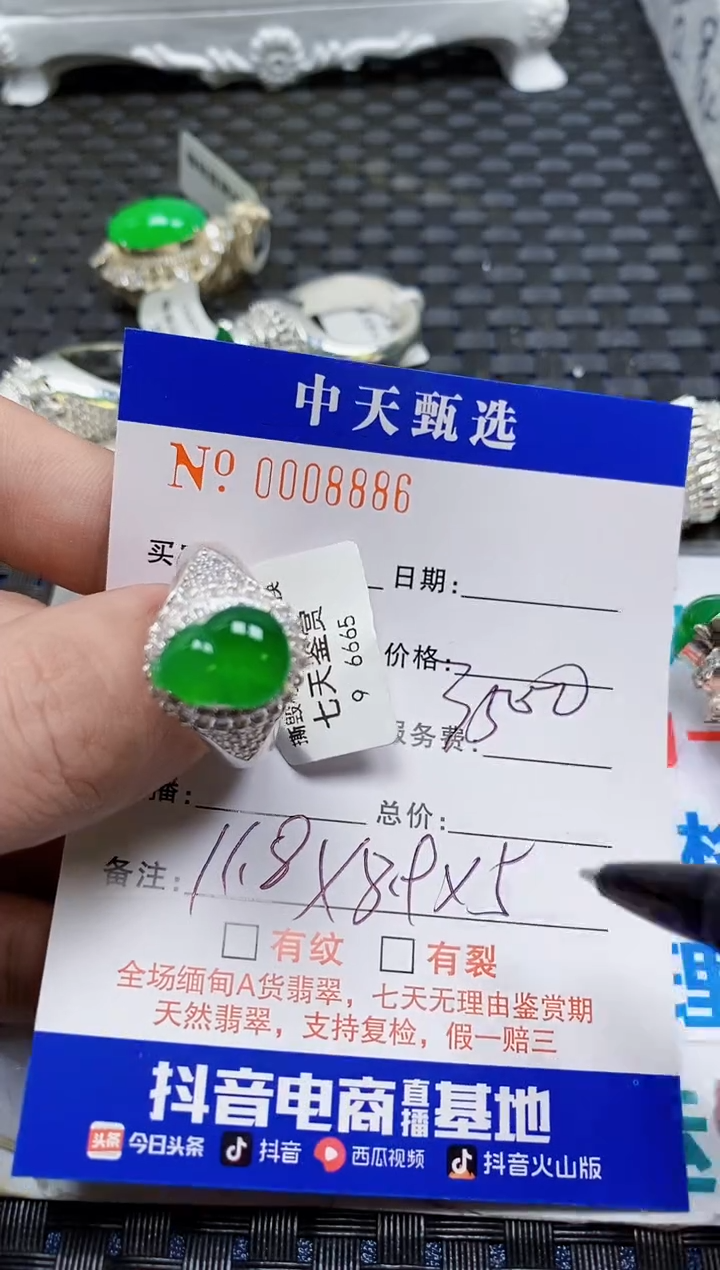 中天甄选
№ 0008886
买
日期:
价格: 3550
服务费:
播:
总价:
撕毁
七天鉴赏
9 6665
备注: 11.8X8.9X5
□ 有纹 □ 有裂
全场缅甸A货翡翠，七天无理由鉴赏期
天然翡翠，支持复检，假一赔三
抖音电商直播基地
头条 今日头条 抖音 西瓜视频 抖音火山版